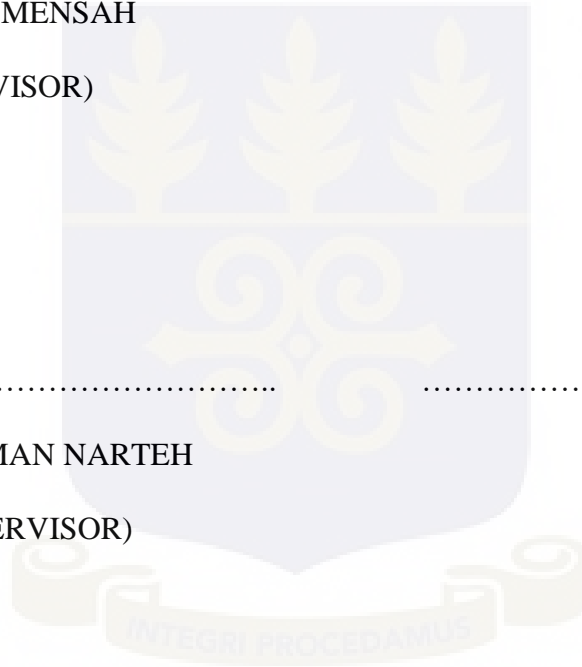 MENSAH
VISOR)
……………………….. ……………
MAN NARTEH
ERVISOR)
INTEGRI PROCEDAMUS